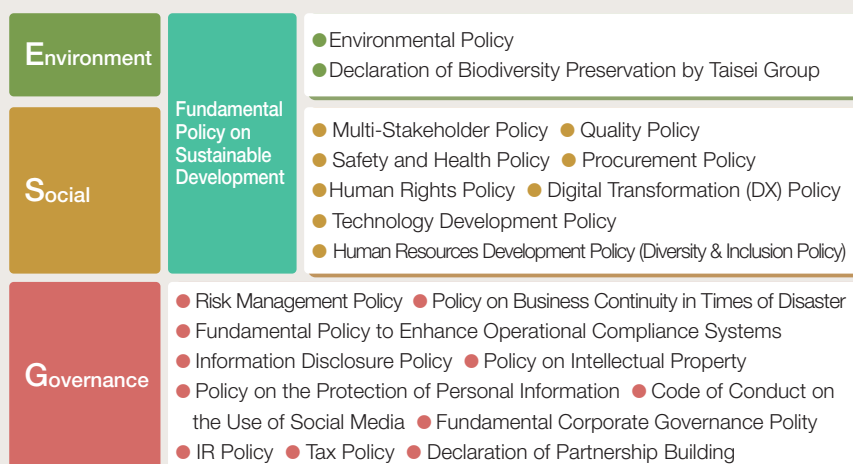 Environment
Fundamental
Policy on
Sustainable
Development
● Environmental Policy
● Declaration of Biodiversity Preservation by Taisei Group
Social
● Multi-Stakeholder Policy ● Quality Policy
● Safety and Health Policy ● Procurement Policy
● Human Rights Policy ● Digital Transformation (DX) Policy
● Technology Development Policy
● Human Resources Development Policy (Diversity & Inclusion Policy)
Governance
● Risk Management Policy ● Policy on Business Continuity in Times of Disaster
● Fundamental Policy to Enhance Operational Compliance Systems
● Information Disclosure Policy ● Policy on Intellectual Property
● Policy on the Protection of Personal Information ● Code of Conduct on
the Use of Social Media ● Fundamental Corporate Governance Polity
● IR Policy ● Tax Policy ● Declaration of Partnership Building